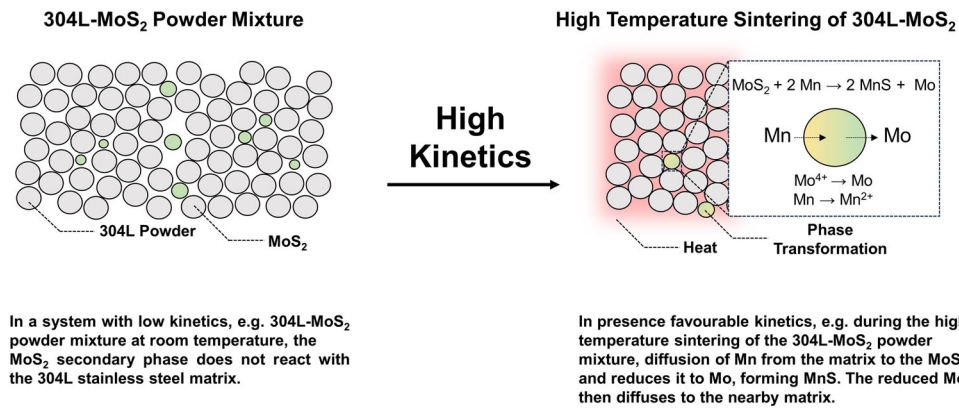 304L-MoS₂ Powder Mixture
304L Powder
MoS₂
In a system with low kinetics, e.g. 304L-MoS₂
powder mixture at room temperature, the
MoS₂ secondary phase does not react with
the 304L stainless steel matrix.
High
Kinetics
High Temperature Sintering of 304L-MoS₂
MoS₂ + 2 Mn → 2 MnS + Mo
Mn → Mo
Mo⁴⁺ → Mo
Mn → Mn²⁺
Heat
Phase
Transformation
In presence favourable kinetics, e.g. during the hig
temperature sintering of the 304L-MoS₂ powder
mixture, diffusion of Mn from the matrix to the MoS
and reduces it to Mo, forming MnS. The reduced Mo
then diffuses to the nearby matrix.